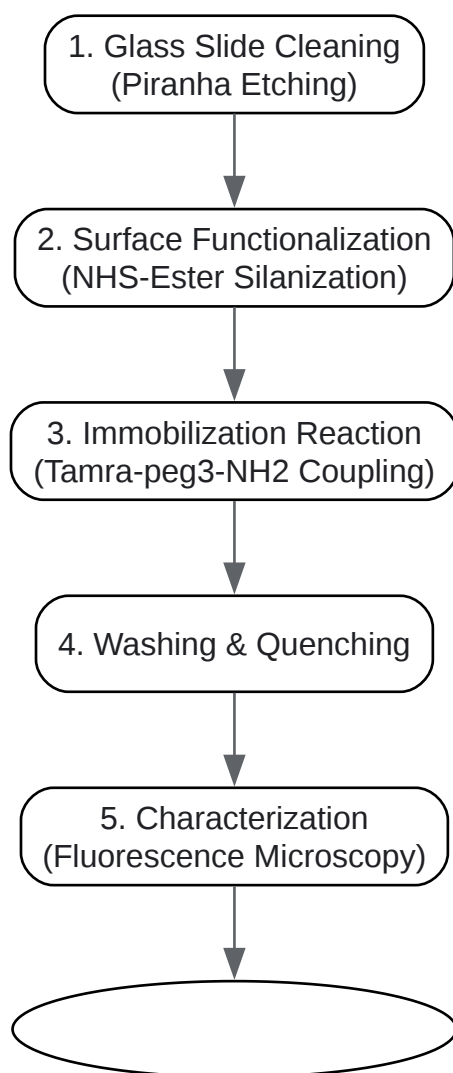 1. Glass Slide Cleaning
(Piranha Etching)
2. Surface Functionalization
(NHS-Ester Silanization)
3. Immobilization Reaction
(Tamra-peg3-NH2 Coupling)
4. Washing & Quenching
5. Characterization
(Fluorescence Microscopy)